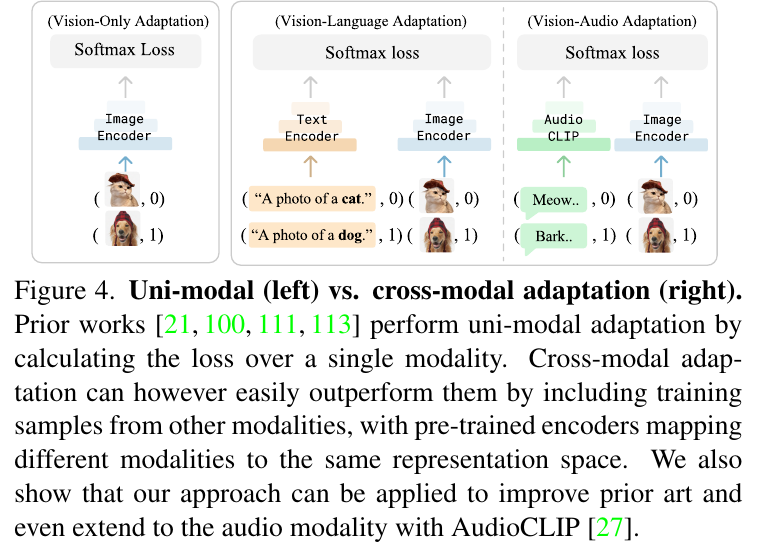 (Vision-Only Adaptation)
Softmax Loss
Image
Encoder
( , 0)
( , 1)
(Vision-Language Adaptation)
Softmax loss
Text
Encoder
Image
Encoder
( “A photo of a cat.” , 0) ( , 0)
( “A photo of a dog.” , 1) ( , 1)
(Vision-Audio Adaptation)
Softmax loss
Audio
CLIP
Image
Encoder
( Meow.. , 0) ( , 0)
( Bark.. , 1) ( , 1)
Figure 4. Uni-modal (left) vs. cross-modal adaptation (right).
Prior works [21, 100, 111, 113] perform uni-modal adaptation by
calculating the loss over a single modality. Cross-modal adap-
tation can however easily outperform them by including training
samples from other modalities, with pre-trained encoders mapping
different modalities to the same representation space. We also
show that our approach can be applied to improve prior art and
even extend to the audio modality with AudioCLIP [27].